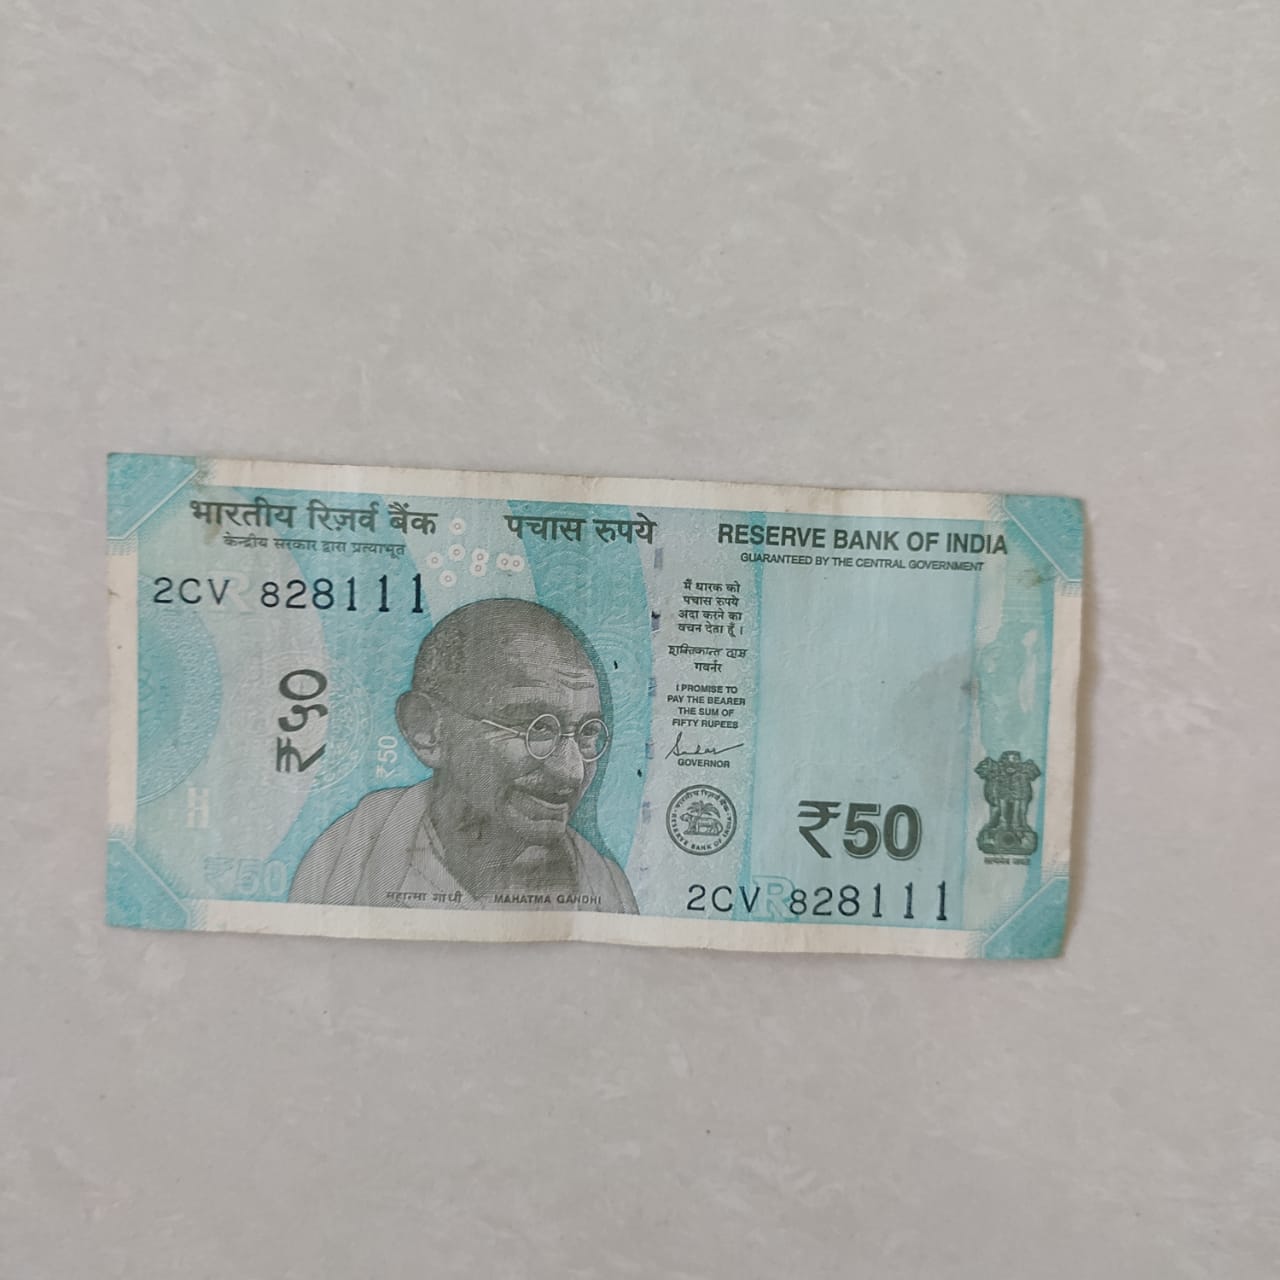 भारतीय रिज़र्व बैंक
केन्द्रीय सरकार द्वारा प्रत्याभूत
2CV 828111
₹५०
₹50
₹50
महात्मा गांधी MAHATMA GANDHI
पचास रुपये
RESERVE BANK OF INDIA
GUARANTEED BY THE CENTRAL GOVERNMENT
मैं धारक को
पचास रुपये
अदा करने का
वचन देता हूँ।
शक्तिकान्त दास
गवर्नर
I PROMISE TO
PAY THE BEARER
THE SUM OF
FIFTY RUPEES
GOVERNOR
भारतीय रिज़र्व बैंक
RESERVE BANK OF INDIA
₹50
सत्यमेव जयते
2CV 828111